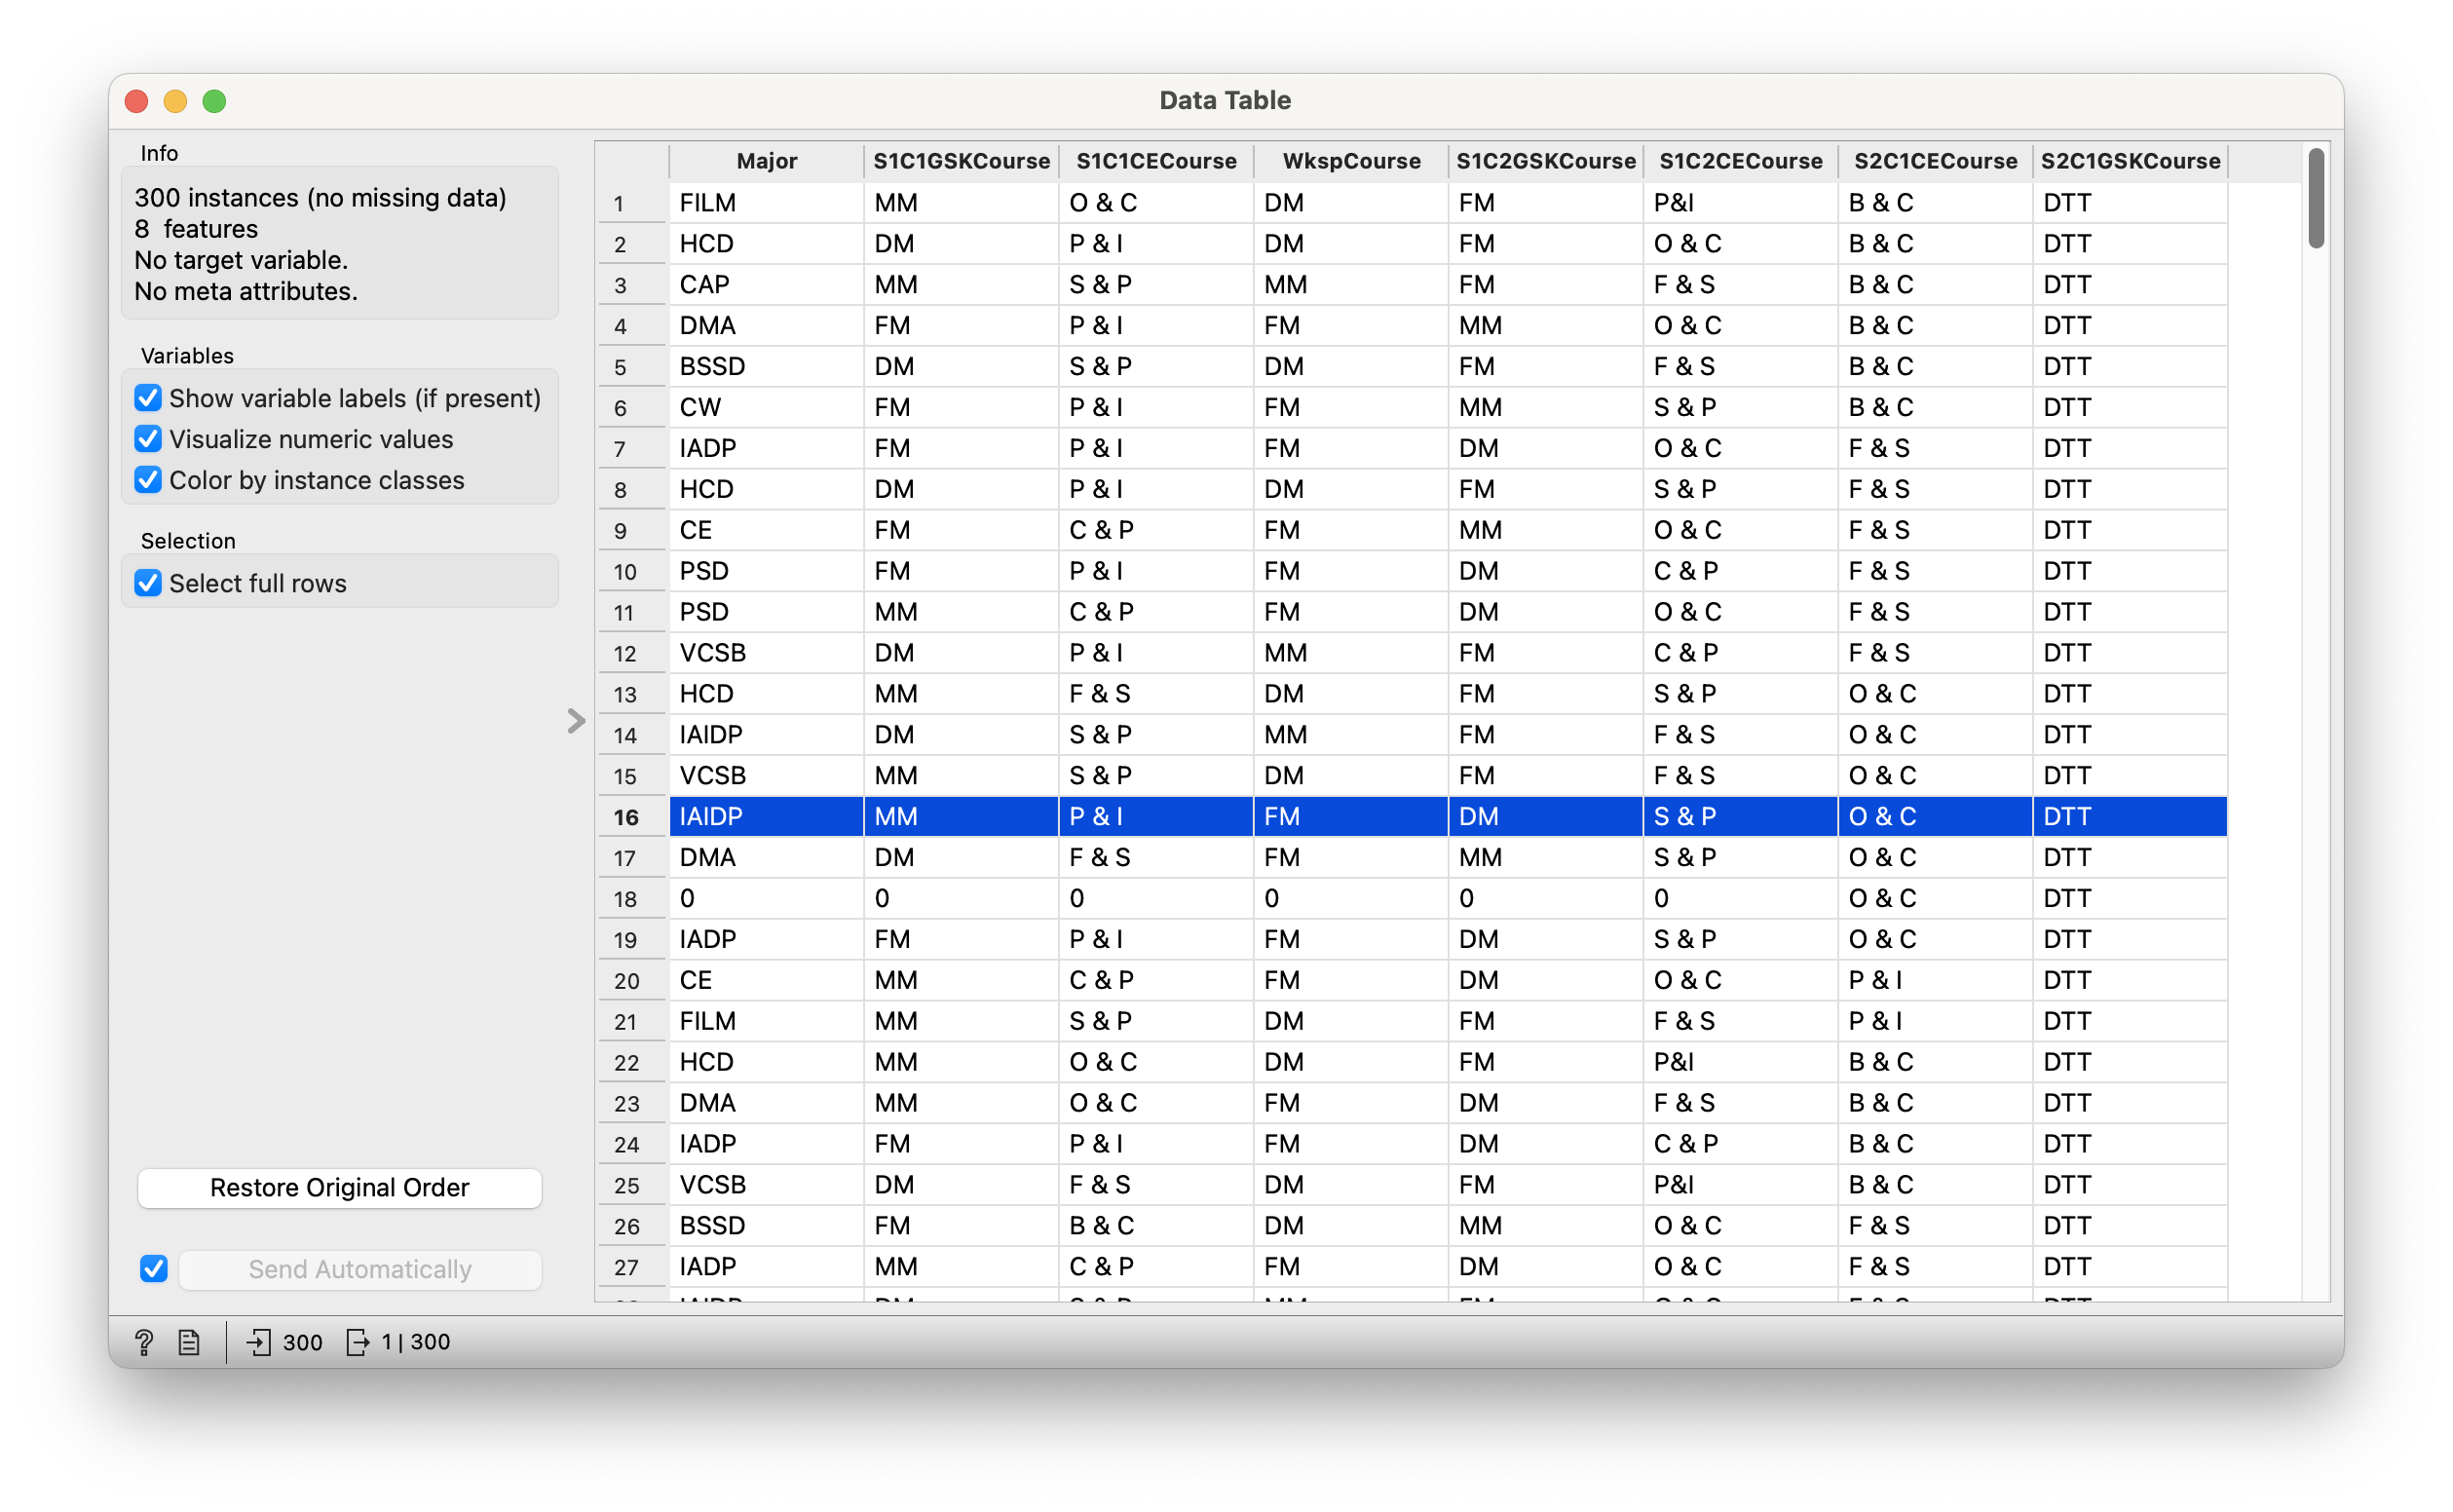 Data Table
Info
300 instances (no missing data)
8 features
No target variable.
No meta attributes.
Variables
Show variable labels (if present)
Visualize numeric values
Color by instance classes
Selection
Select full rows
Restore Original Order
Send Automatically
Major S1C1GSKCourse S1C1CECourse WkspCourse S1C2GSKCourse S1C2CECourse S2C1CECourse S2C1GSKCourse
1 FILM MM O & C DM FM P&I B & C DTT
2 HCD DM P & I DM FM O & C B & C DTT
3 CAP MM S & P MM FM F & S B & C DTT
4 DMA FM P & I FM MM O & C B & C DTT
5 BSSD DM S & P DM FM F & S B & C DTT
6 CW FM P & I FM MM S & P B & C DTT
7 IADP FM P & I FM DM O & C F & S DTT
8 HCD DM P & I DM FM S & P F & S DTT
9 CE FM C & P FM MM O & C F & S DTT
10 PSD FM P & I FM DM C & P F & S DTT
11 PSD MM C & P FM DM O & C F & S DTT
12 VCSB DM P & I MM FM C & P F & S DTT
13 HCD MM F & S DM FM S & P O & C DTT
14 IAIDP DM S & P MM FM F & S O & C DTT
15 VCSB MM S & P DM FM F & S O & C DTT
16 IAIDP MM P & I FM DM S & P O & C DTT
17 DMA DM F & S FM MM S & P O & C DTT
18 0 0 0 0 0 0 O & C DTT
19 IADP FM P & I FM DM S & P O & C DTT
20 CE MM C & P FM DM O & C P & I DTT
21 FILM MM S & P DM FM F & S P & I DTT
22 HCD MM O & C DM FM P&I B & C DTT
23 DMA MM O & C FM DM F & S B & C DTT
24 IADP FM P & I FM DM C & P B & C DTT
25 VCSB DM F & S DM FM P&I B & C DTT
26 BSSD FM B & C DM MM O & C F & S DTT
27 IADP MM C & P FM DM O & C F & S DTT
? 300 1 | 300